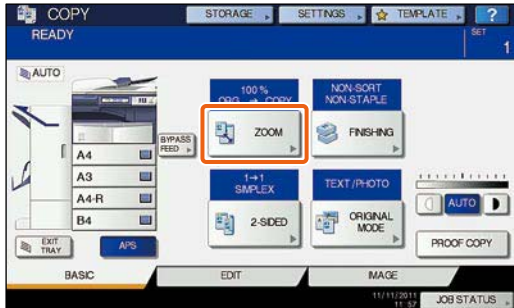 COPY
STORAGE
SETTINGS
TEMPLATE
?
READY
SET
1
AUTO
100 %
ORG. → COPY
NON-SORT
NON-STAPLE
ZOOM
FINISHING
BYPASS
FEED
A4
A3
A4-R
B4
1→1
SIMPLEX
TEXT/PHOTO
2-SIDED
ORIGINAL
MODE
AUTO
EXIT
TRAY
APS
PROOF COPY
BASIC
EDIT
IMAGE
11/11/2011
11:57
JOB STATUS